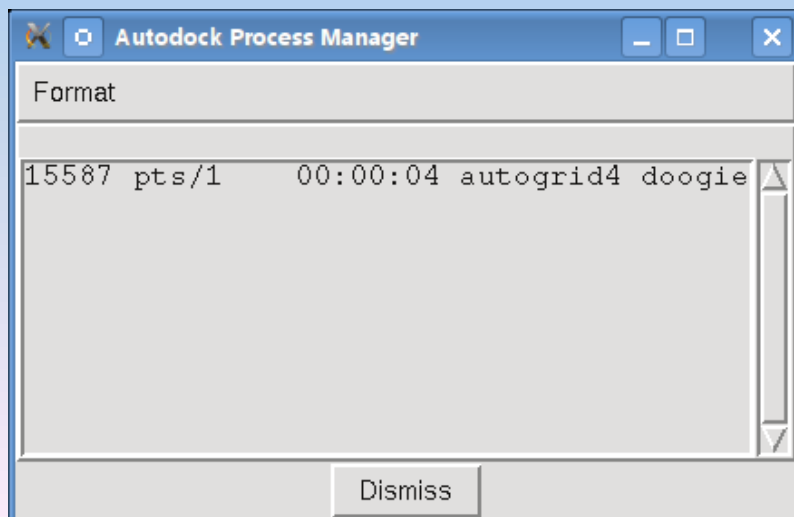 Autodock Process Manager
Format
15587 pts/1 00:00:04 autogrid4 doogie
Dismiss